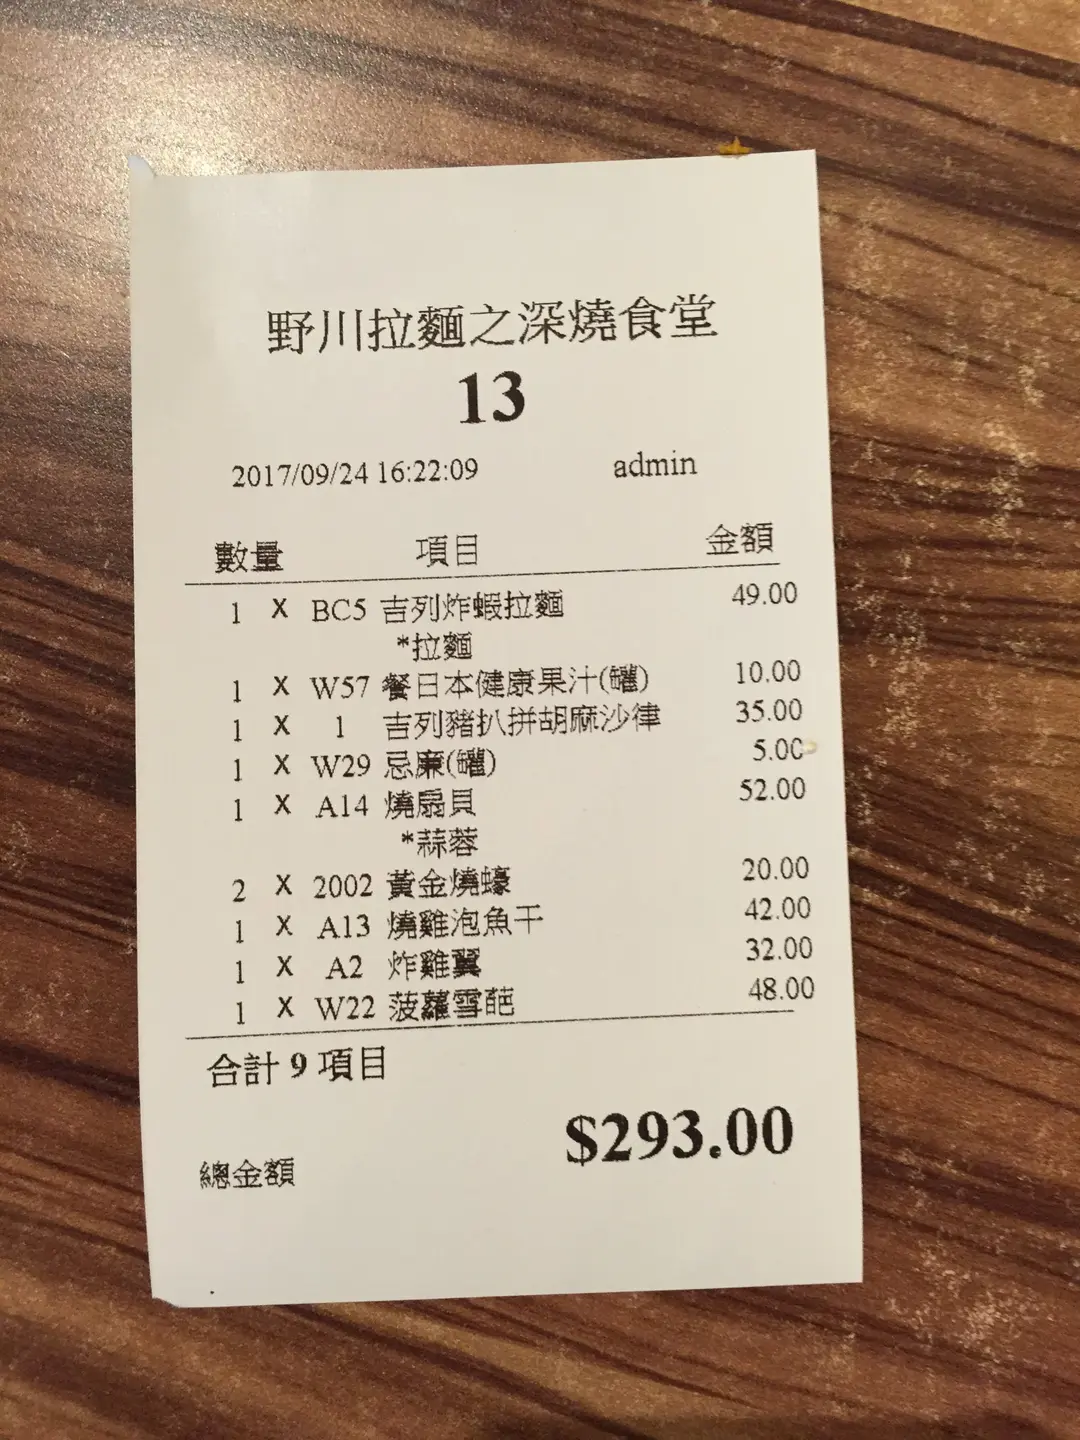 野川拉麵之深燒食堂
13
2017/09/24 16:22:09 admin
數量 項目 金額
1 X BC5 吉列炸蝦拉麵 49.00
*拉麵
1 X W57 餐日本健康果汁(罐) 10.00
1 X 1 吉列豬扒拼胡麻沙律 35.00
1 X W29 忌廉(罐) 5.00
1 X A14 燒扇貝 52.00
*蒜蓉
2 X 2002 黃金燒蠔 20.00
1 X A13 燒雞泡魚干 42.00
1 X A2 炸雞翼 32.00
1 X W22 菠蘿雪葩 48.00
合計 9 項目
$293.00
總金額